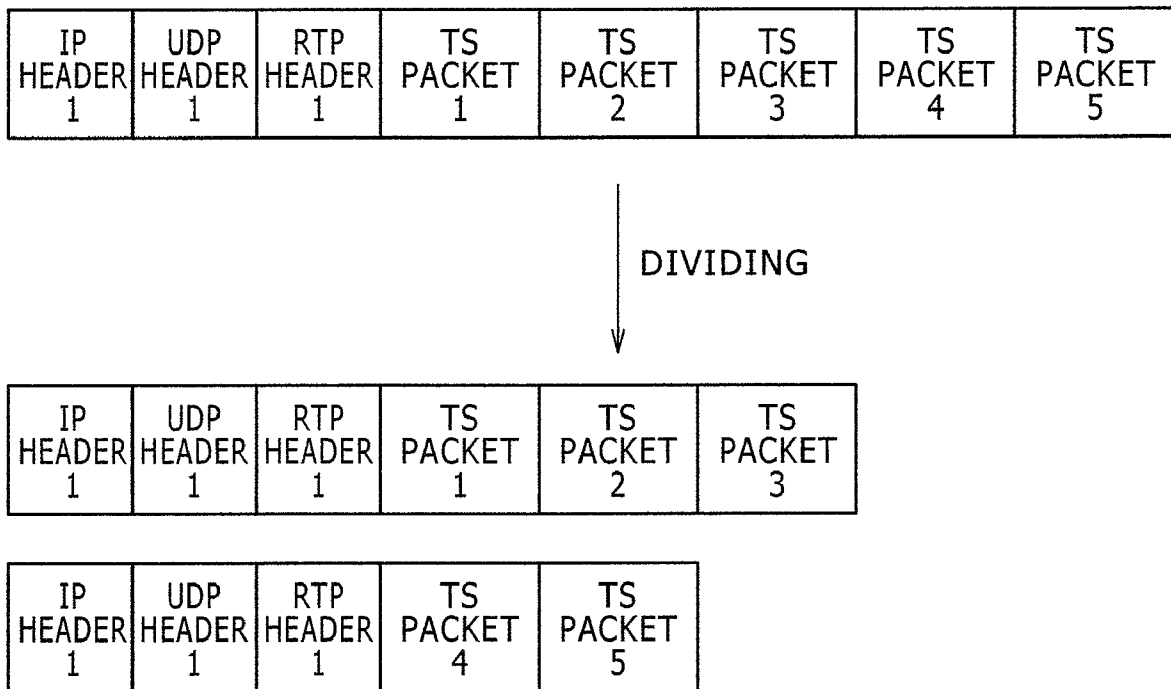 IP HEADER 1
UDP HEADER 1
RTP HEADER 1
TS PACKET 1
TS PACKET 2
TS PACKET 3
TS PACKET 4
TS PACKET 5
DIVIDING
IP HEADER 1
UDP HEADER 1
RTP HEADER 1
TS PACKET 1
TS PACKET 2
TS PACKET 3
IP HEADER 1
UDP HEADER 1
RTP HEADER 1
TS PACKET 4
TS PACKET 5